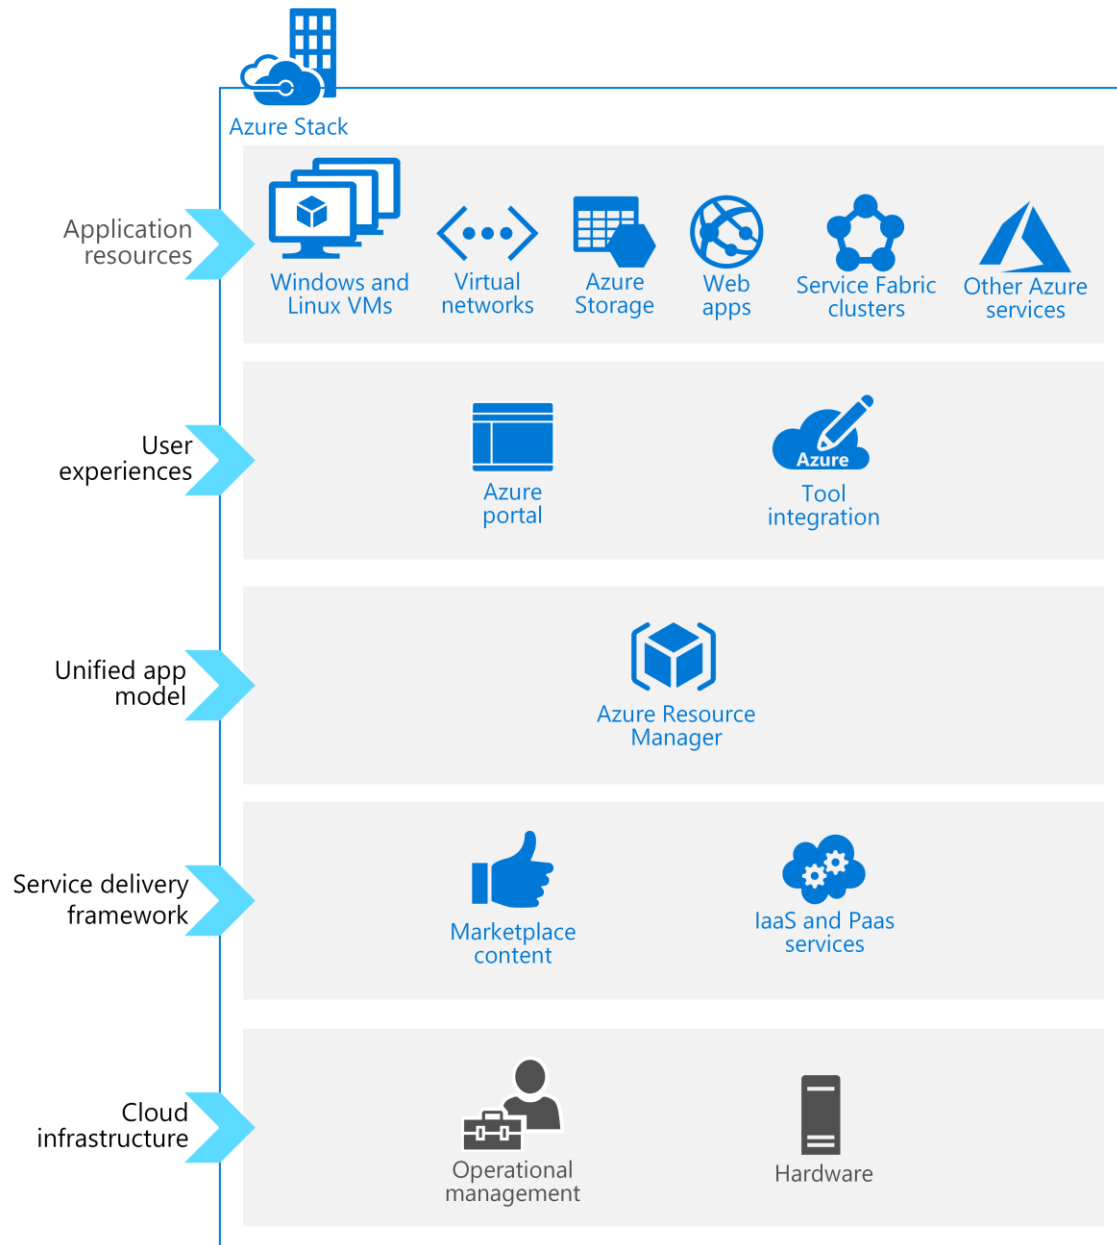 Azure Stack
Application
resources
Windows and
Linux VMs
Virtual
networks
Azure
Storage
Web
apps
Service Fabric
clusters
Other Azure
services
User
experiences
Azure
portal
Azure
Tool
integration
Unified app
model
Azure Resource
Manager
Service delivery
framework
Marketplace
content
IaaS and Paas
services
Cloud
infrastructure
Operational
management
Hardware